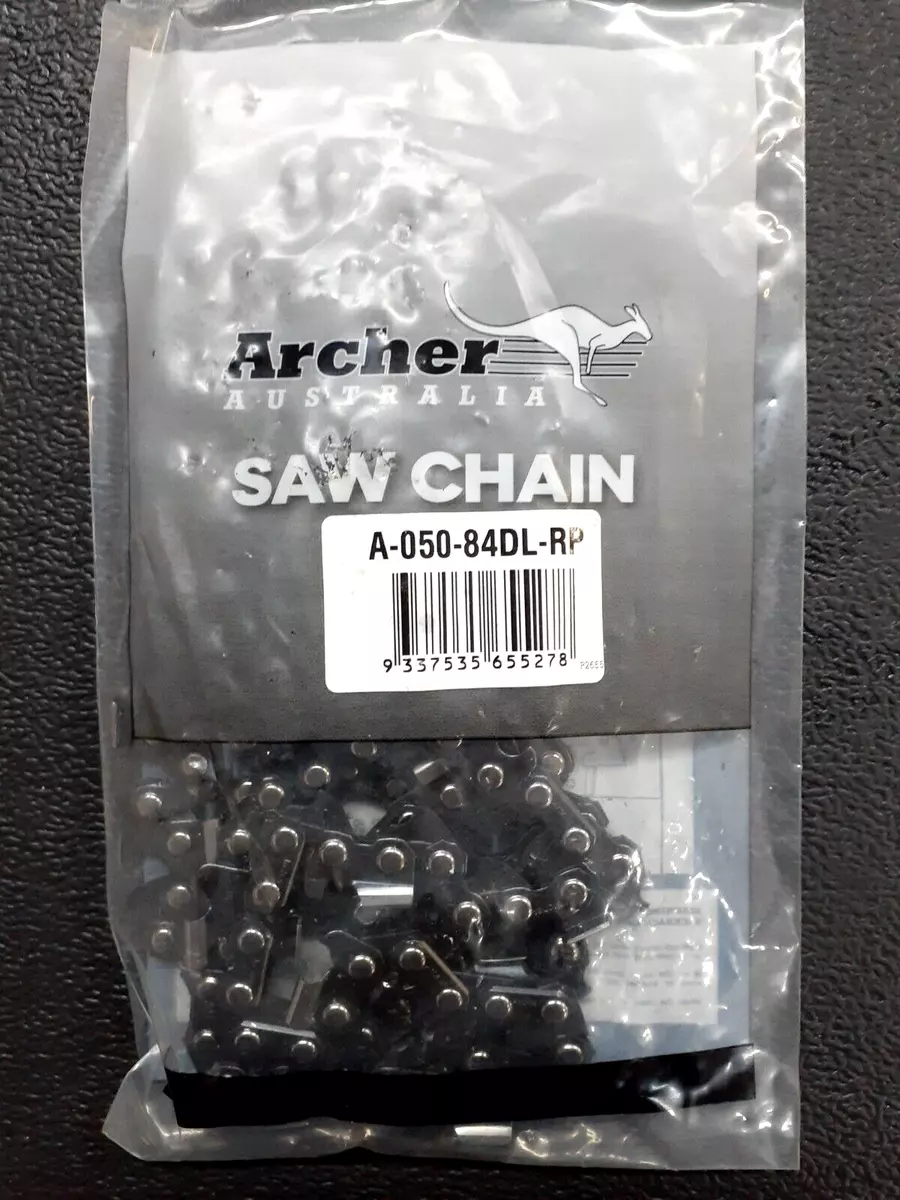 Archer
AUSTRALIA
SAW CHAIN
A-050-84DL-RP
9 337535 655278